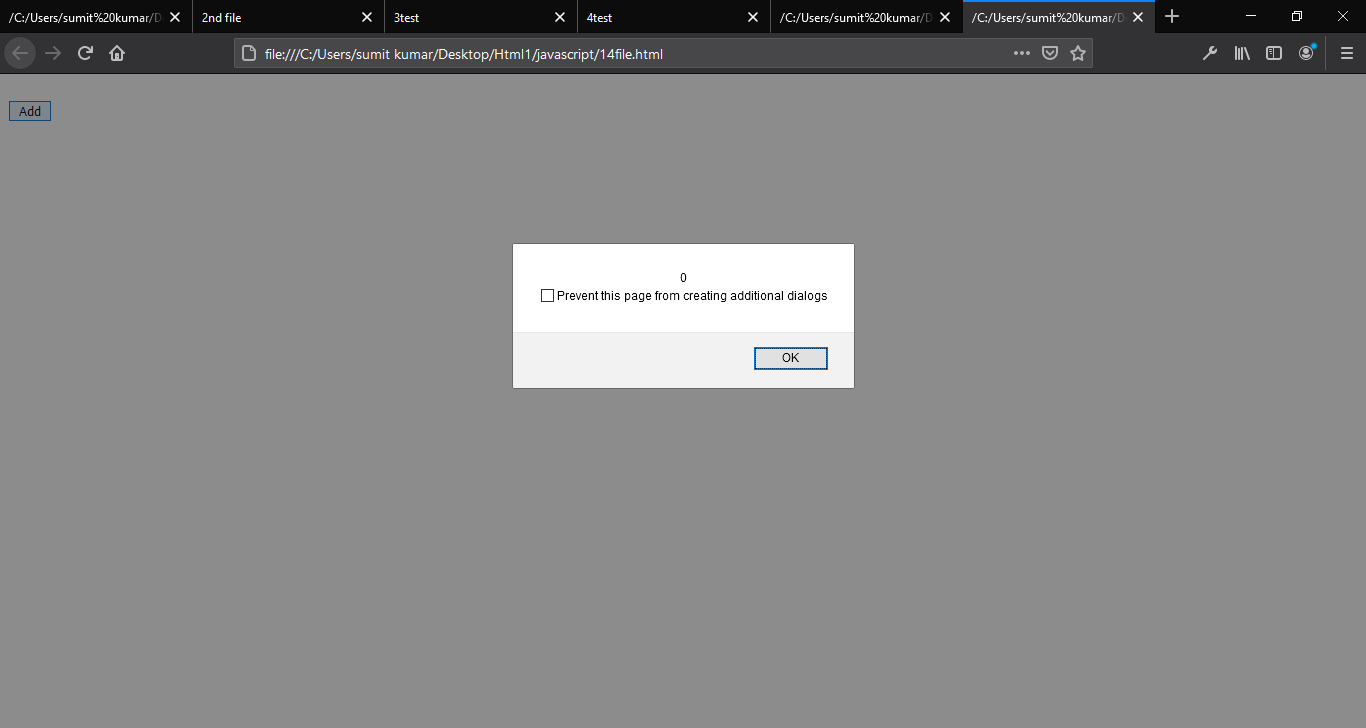 /C:/Users/sumit%20kumar/D
2nd file
3test
4test
/C:/Users/sumit%20kumar/D
/C:/Users/sumit%20kumar/D
file:///C:/Users/sumit kumar/Desktop/Html1/javascript/14file.html
Add
0
Prevent this page from creating additional dialogs
OK